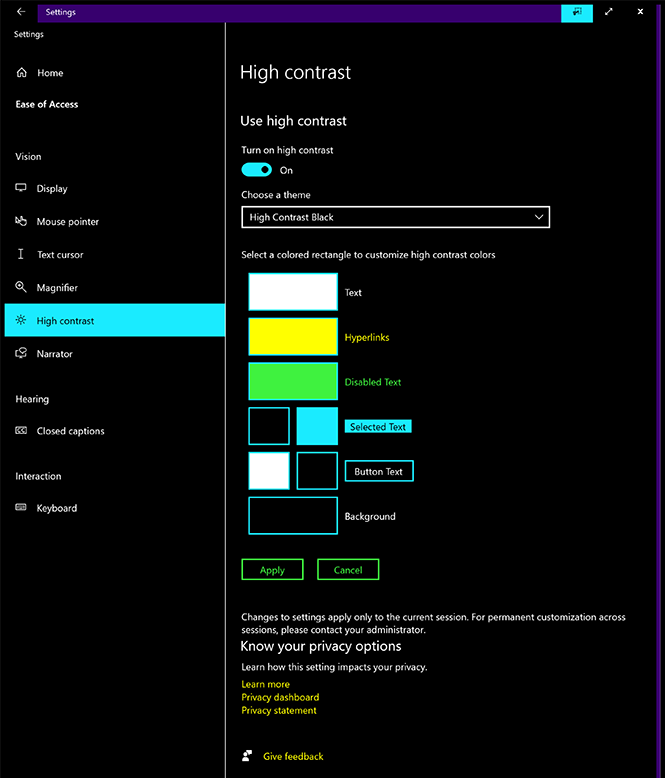 Settings
Settings
Home
Ease of Access
Vision
Display
Mouse pointer
Text cursor
Magnifier
High contrast
Narrator
Hearing
Closed captions
Interaction
Keyboard
High contrast
Use high contrast
Turn on high contrast
On
Choose a theme
High Contrast Black
Select a colored rectangle to customize high contrast colors
Text
Hyperlinks
Disabled Text
Selected Text
Button Text
Background
Apply
Cancel
Changes to settings apply only to the current session. For permanent customization across
sessions, please contact your administrator.
Know your privacy options
Learn how this setting impacts your privacy.
Learn more
Privacy dashboard
Privacy statement
Give feedback